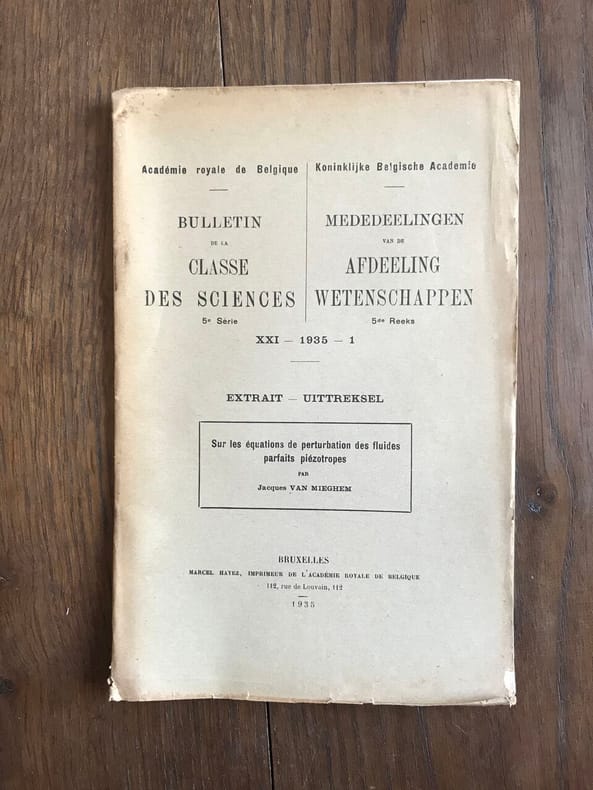 Académie royale de Belgique
BULLETIN
DE LA
CLASSE
DES SCIENCES
5e Série
Koninklijke Belgische Academie
MEDEDEELINGEN
VAN DE
AFDEELING
WETENSCHAPPEN
5de Reeks
XXI — 1935 — 1
EXTRAIT — UITTREKSEL
Sur les équations de perturbation des fluides
parfaits piézotropes
PAR
Jacques VAN MIEGHEM
BRUXELLES
MARCEL HAYEZ, IMPRIMEUR DE L'ACADÉMIE ROYALE DE BELGIQUE
112, rue de Louvain, 112
1935